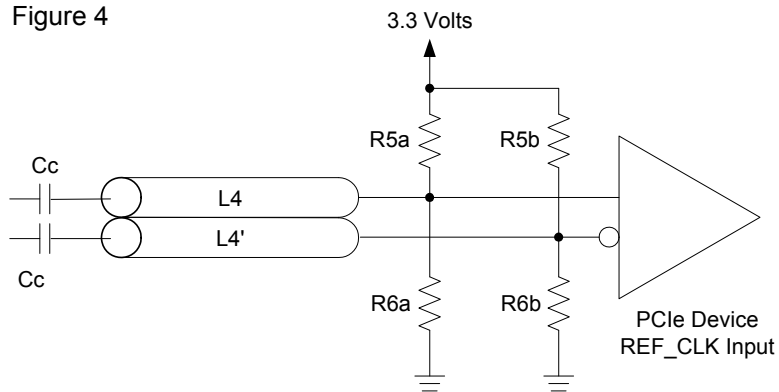 Figure 4
3.3 Volts
R5a
R5b
Cc
L4
L4'
Cc
R6a
R6b
PCIe Device
REF_CLK Input